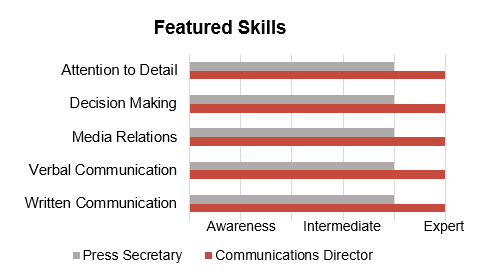 Featured Skills
Attention to Detail
Decision Making
Media Relations
Verbal Communication
Written Communication
Awareness Intermediate Expert
Press Secretary Communications Director